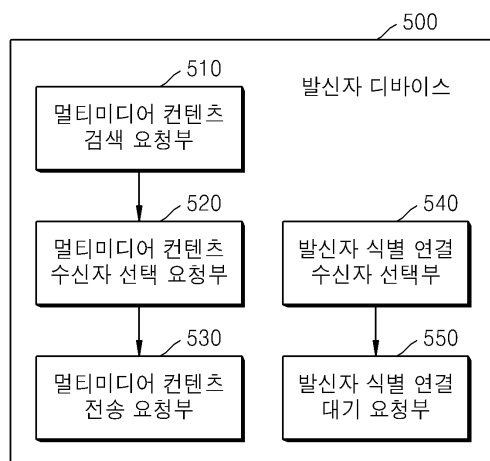 500
발신자 디바이스
510
멀티미디어 컨텐츠
검색 요청부
520
멀티미디어 컨텐츠
수신자 선택 요청부
530
멀티미디어 컨텐츠
전송 요청부
540
발신자 식별 연결
수신자 선택부
550
발신자 식별 연결
대기 요청부